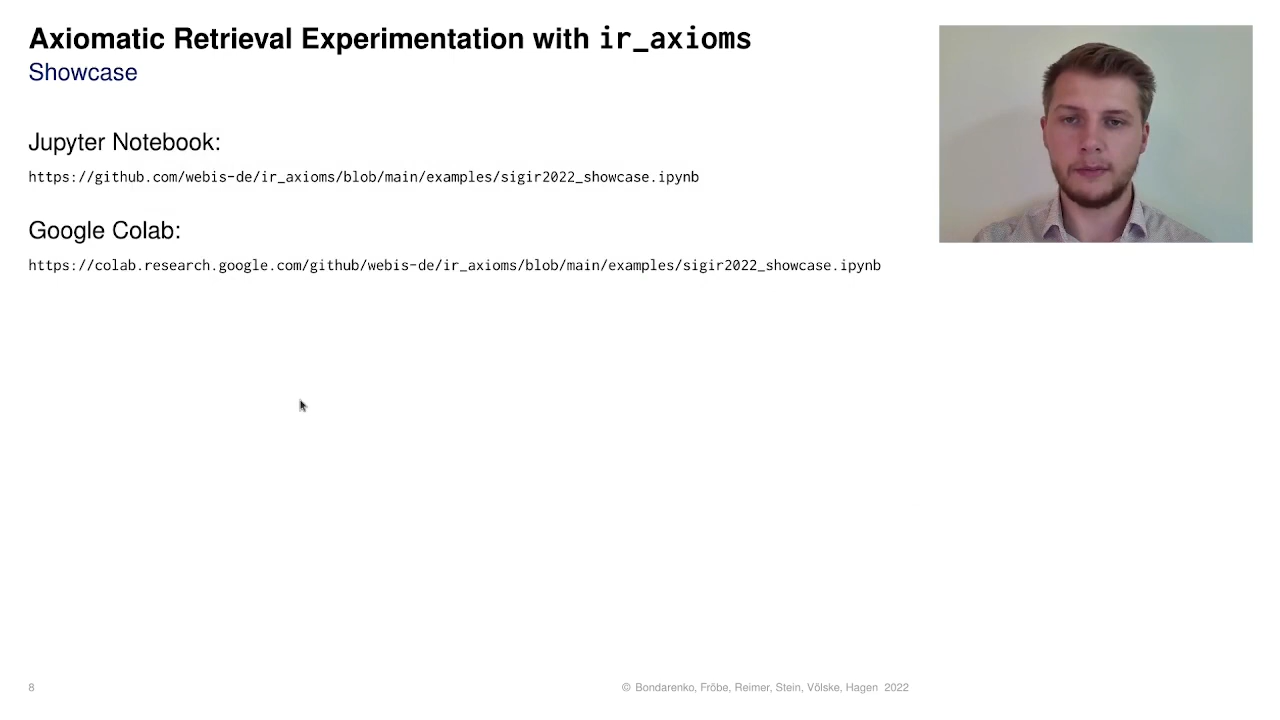 Axiomatic Retrieval Experimentation with ir_axioms
Showcase
Jupyter Notebook:
https://github.com/webis-de/ir_axioms/blob/main/examples/sigir2022_showcase.ipynb
Google Colab:
https://colab.research.google.com/github/webis-de/ir_axioms/blob/main/examples/sigir2022_showcase.ipynb
8
© Bondarenko, Fröbe, Reimer, Stein, Völske, Hagen 2022